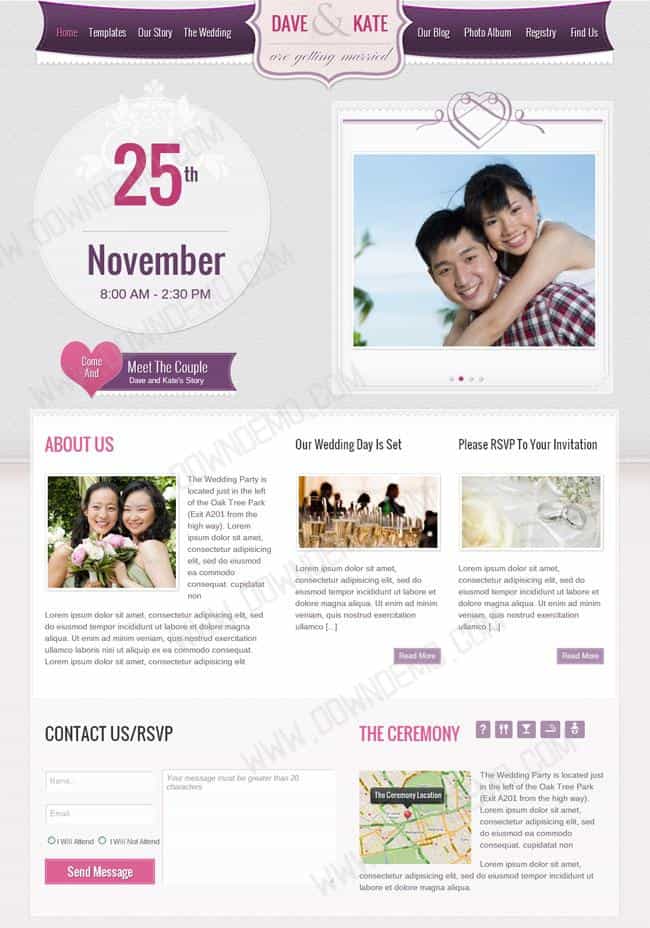 Home Templates Our Story The Wedding
DAVE & KATE
are getting married
Our Blog Photo Album Registry Find Us
25th
November
8:00 AM - 2:30 PM
Come
And
Meet The Couple
Dave and Kate's Story
ABOUT US
The Wedding Party is
located just in the left
of the Oak Tree Park
(Exit A201 from the
high way). Lorem
ipsum dolor sit amet,
consectetur adipisicing
elit, sed do eiusmod
tempor incididunt
ea commodo
consequat. cupidatat
non
Lorem ipsum dolor sit amet, consectetur adipisicing elit, sed
do eiusmod tempor incididunt ut labore et dolore magna
aliqua. Ut enim ad minim veniam, quis nostrud exercitation
ullamco laboris nisi ut aliquip ex ea commodo consequat.
Lorem ipsum dolor sit amet, consectetur adipisicing elit
Our Wedding Day Is Set
Lorem ipsum dolor sit amet,
consectetur adipisicing elit, sed do eiusmod
tempor incididunt ut labore et
dolore magna aliqua. Ut enim ad minim
veniam, quis nostrud exercitation
ullamco [...]
Read More
Please RSVP To Your Invitation
Lorem ipsum dolor sit amet,
consectetur adipisicing elit, sed do eiusmod
tempor incididunt ut labore et
dolore magna aliqua. Ut enim ad minim
veniam, quis nostrud exercitation
ullamco [...]
Read More
CONTACT US/RSVP
Name...
Email
I Will Attend I Will Not Attend
Send Message
Your message must be greater than 20
characters
THE CEREMONY
The Ceremony Location
The Wedding Party is located just
in the left of the Oak Tree Park
(Exit A201 from the high way).
Lorem ipsum dolor sit amet,
consectetur adipisicing ea commodo
consequat. cupidatat non
Lorem ipsum dolor sit amet,
consectetur adipisicing elit, sed do eiusmod tempor
incididunt ut labore et dolore magna aliqua.
WWW.DOWNDEMO.COM